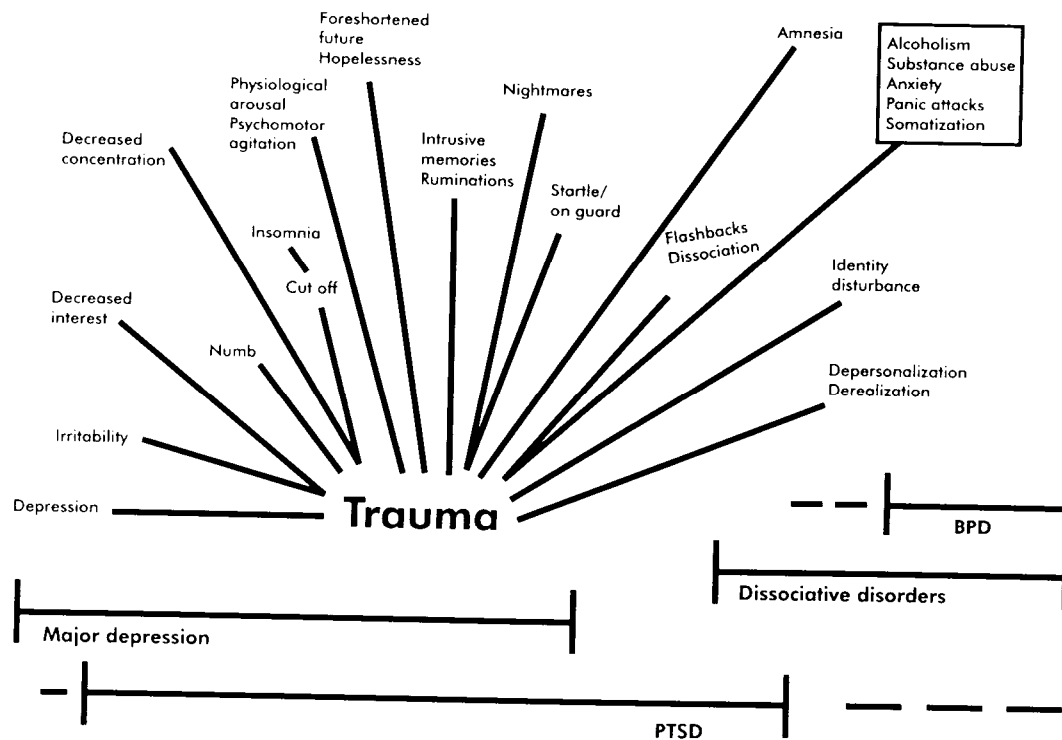 Foreshortened
future
Hopelessness
Amnesia
Alcoholism
Substance abuse
Anxiety
Panic attacks
Somatization
Physiological
arousal
Psychomotor
agitation
Nightmares
Decreased
concentration
Intrusive
memories
Ruminations
Startle/
on guard
Insomnia
Cut off
Flashbacks
Dissociation
Identity
disturbance
Decreased
interest
Numb
Depersonalization
Derealization
Irritability
Depression
Trauma
BPD
Dissociative disorders
Major depression
PTSD